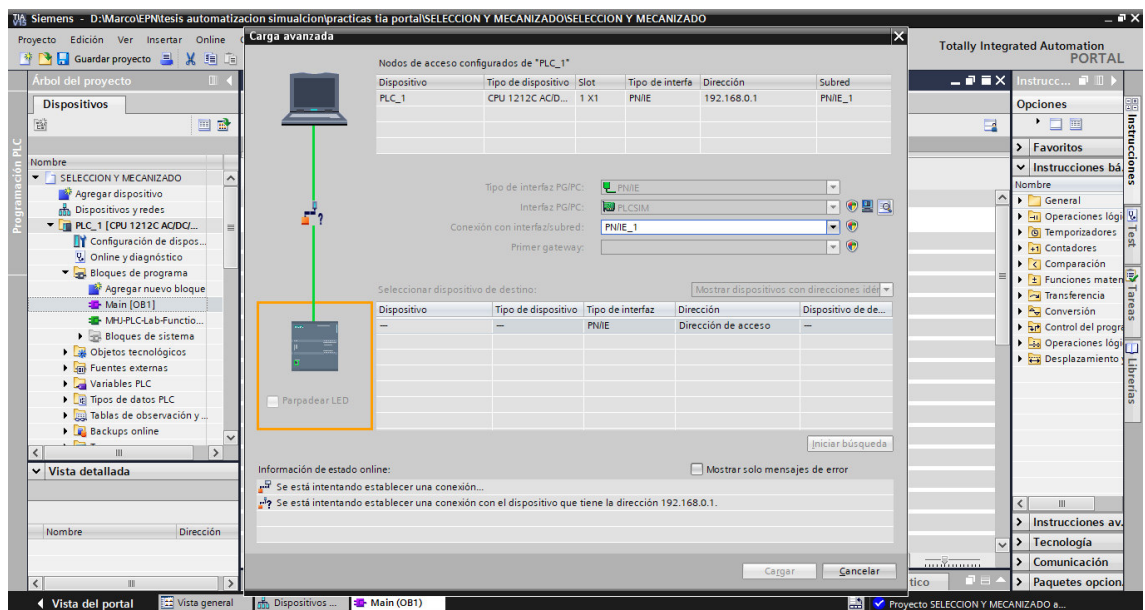 Siemens - D:\Marco\EPN\tesis automatizacion simualcion\practicas tia portal\SELECCION Y MECANIZADO\SELECCION Y MECANIZADO
Proyecto Edición Ver Insertar Online
Guardar proyecto
Totally Integrated Automation
PORTAL
Árbol del proyecto
Dispositivos
Nombre
SELECCION Y MECANIZADO
Agregar dispositivo
Dispositivos y redes
PLC_1 [CPU 1212C AC/DC/...
Configuración de dispos...
Online y diagnóstico
Bloques de programa
Agregar nuevo bloque
Main [OB1]
MHJ-PLC-Lab-Functio...
Bloques de sistema
Objetos tecnológicos
Fuentes externas
Variables PLC
Tipos de datos PLC
Tablas de observación y...
Backups online
Vista detallada
Nombre Dirección
Programación PLC
Carga avanzada
Nodos de acceso configurados de "PLC_1"
Dispositivo Tipo de dispositivo Slot Tipo de interfa Dirección Subred
PLC_1 CPU 1212C AC/D... 1 X1 PN/IE 192.168.0.1 PN/IE_1
Tipo de interfaz PG/PC: PN/IE
Interfaz PG/PC: PLCSIM
Conexión con interfaz/subred: PN/IE_1
Primer gateway:
Seleccionar dispositivo de destino: Mostrar dispositivos con direcciones idén
Dispositivo Tipo de dispositivo Tipo de interfaz Dirección Dispositivo de de...
— — PN/IE Dirección de acceso —
Parpadear LED
Iniciar búsqueda
Información de estado online: Mostrar solo mensajes de error
Se está intentando establecer una conexión...
Se está intentando establecer una conexión con el dispositivo que tiene la dirección 192.168.0.1.
Cargar Cancelar
Instrucc...
Opciones
Favoritos
Instrucciones bá.
Nombre
General
Operaciones lógi
Temporizadores
Contadores
Comparación
Funciones matem
Transferencia
Conversión
Control del progra
Operaciones lógi
Desplazamiento y
Instrucciones av.
Tecnología
Comunicación
Paquetes opcion.
Instrucciones
Test
Tareas
Librerías
tico
Vista del portal Vista general Dispositivos ... Main (OB1) Proyecto SELECCION Y MECANIZADO a...